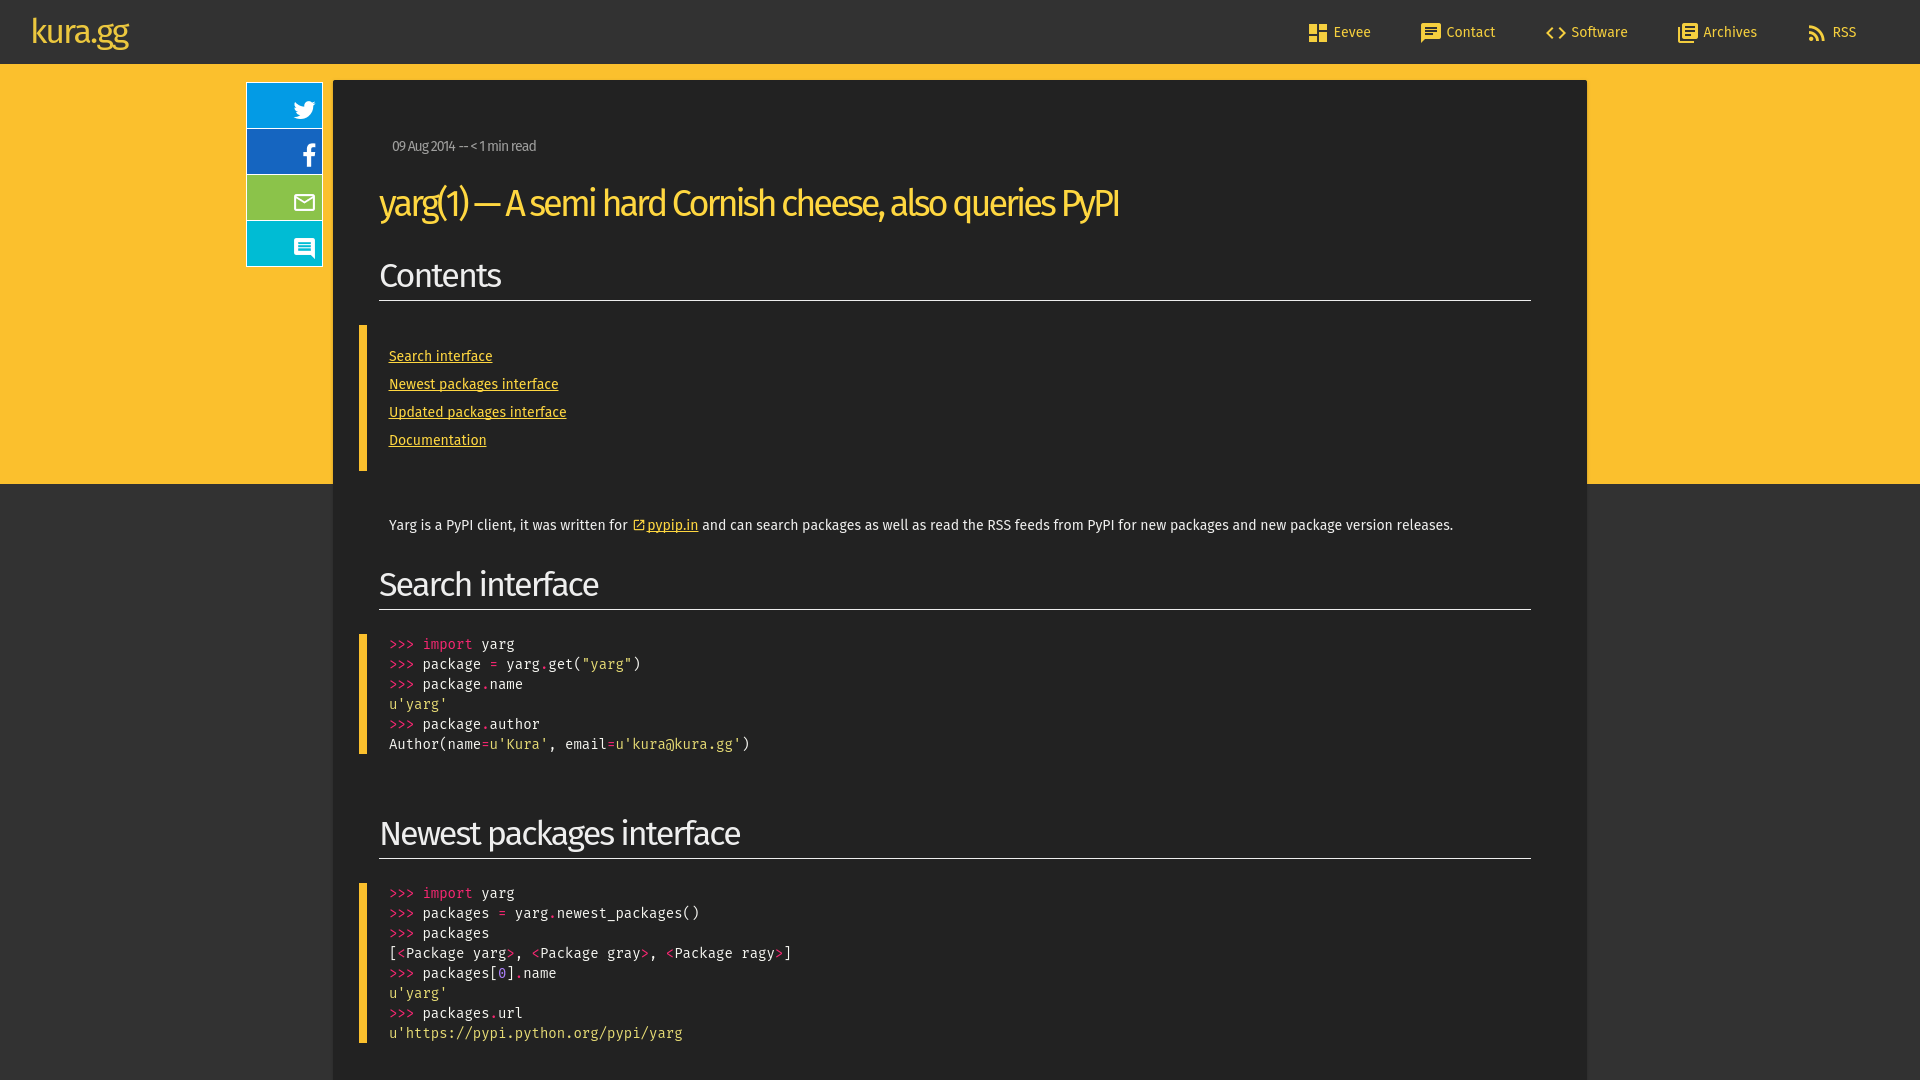 kura.gg
Eevee
Contact
Software
Archives
RSS
09 Aug 2014 -- < 1 min read
yarg(1) — A semi hard Cornish cheese, also queries PyPI
Contents
Search interface
Newest packages interface
Updated packages interface
Documentation
Yarg is a PyPI client, it was written for pypip.in and can search packages as well as read the RSS feeds from PyPI for new packages and new package version releases.
Search interface
>>> import yarg
>>> package = yarg.get("yarg")
>>> package.name
u'yarg'
>>> package.author
Author(name=u'Kura', email=u'kura@kura.gg')
Newest packages interface
>>> import yarg
>>> packages = yarg.newest_packages()
>>> packages
[<Package yarg>, <Package gray>, <Package ragy>]
>>> packages[0].name
u'yarg'
>>> packages.url
u'https://pypi.python.org/pypi/yarg